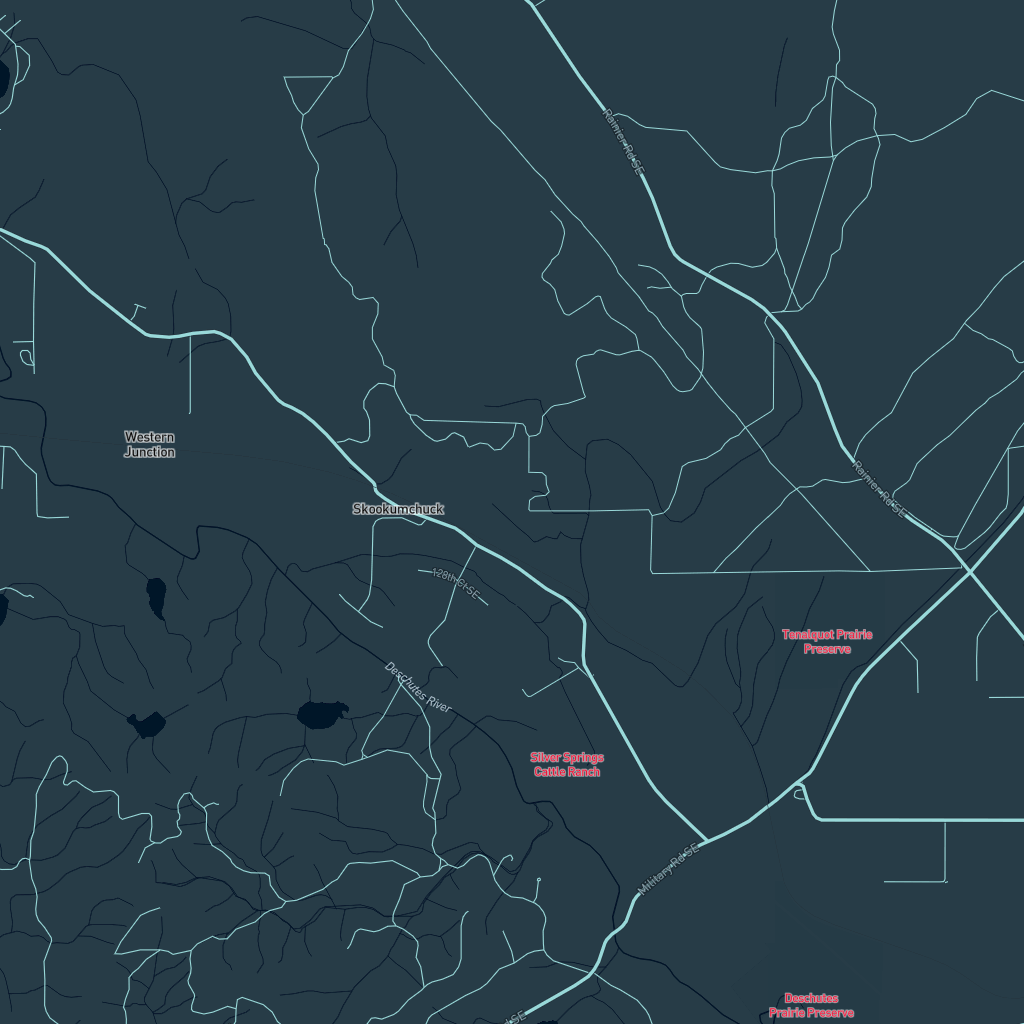 Rainier Rd SE
Western
Junction
Rainier Rd SE
Skookumchuck
128th Ct SE
Tenalquot Prairie
Preserve
Deschutes River
Silver Springs
Cattle Ranch
Military Rd SE
Deschutes
Prairie Preserve
SE